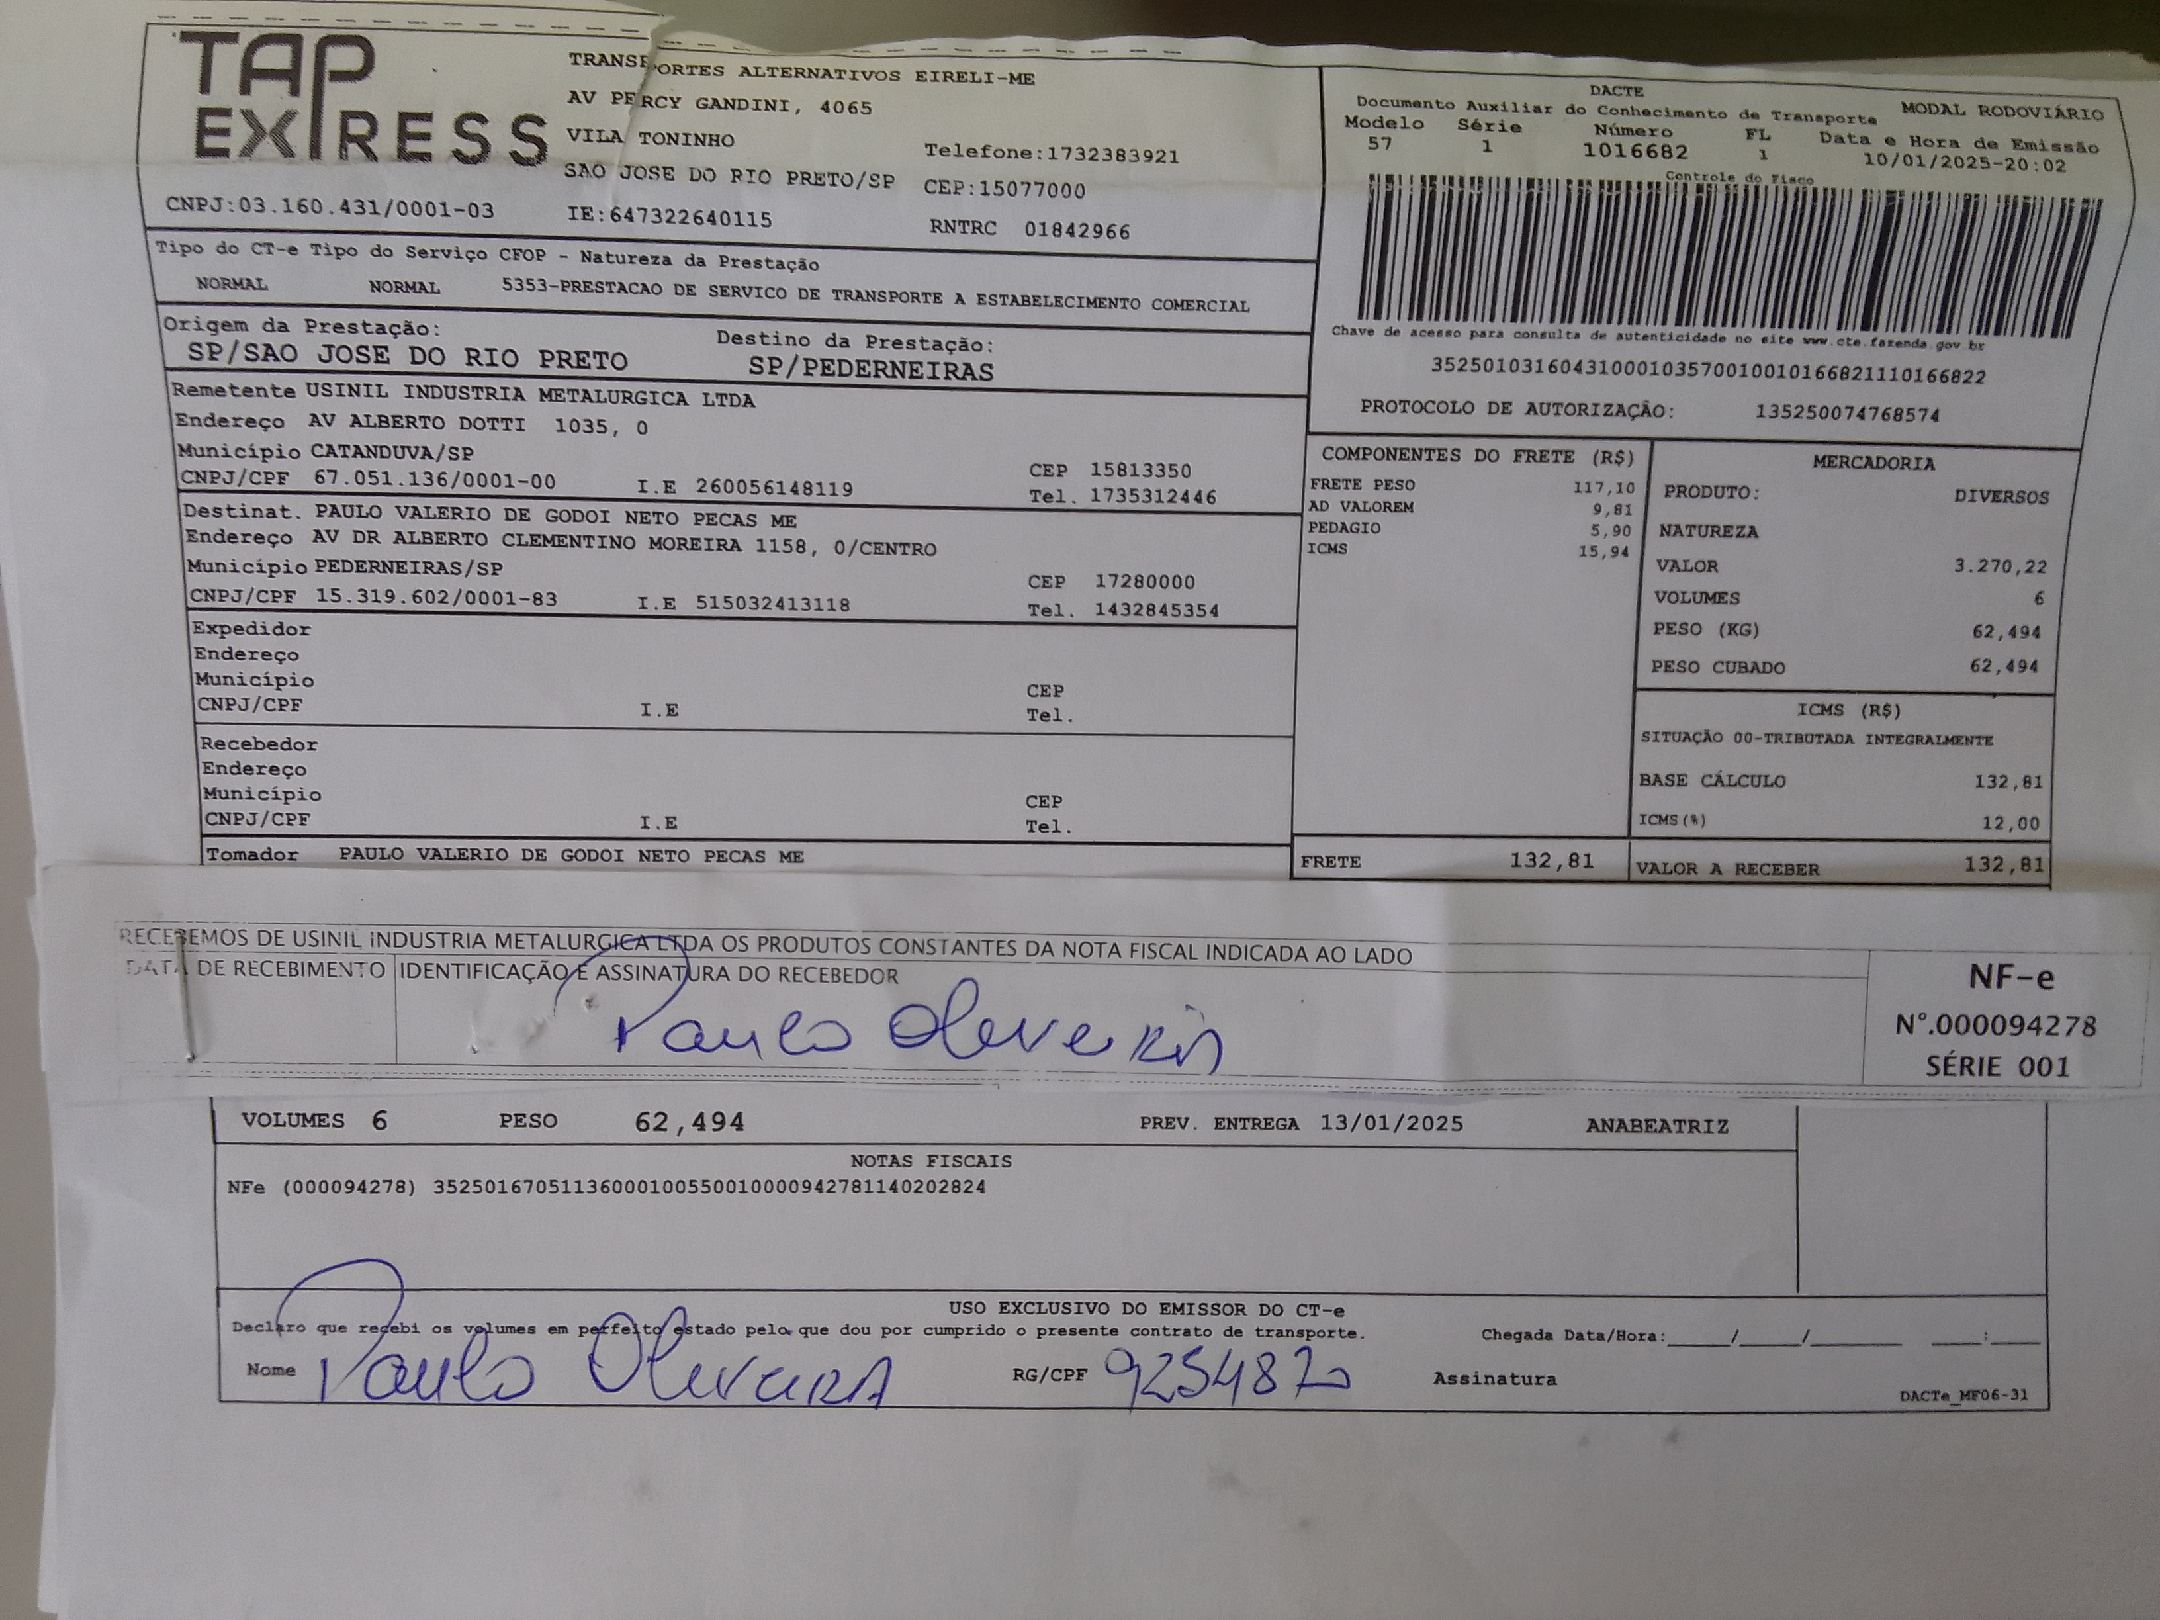 TAP EXPRESS
TRANSPORTES ALTERNATIVOS EIRELI-ME
AV PERCY GANDINI, 4065
VILA TONINHO
Telefone:1732383921
SAO JOSE DO RIO PRETO/SP CEP:15077000
CNPJ:03.160.431/0001-03 IE:647322640115 RNTRC 01842966
DACTE
Documento Auxiliar do Conhecimento de Transporte MODAL RODOVIÁRIO
Modelo Série Número FL Data e Hora de Emissão
57 1 1016682 1 10/01/2025-20:02
Controle do Fisco
Chave de acesso para consulta de autenticidade no site www.cte.fazenda.gov.br
35250103160431000103570010010166821110166822
PROTOCOLO DE AUTORIZAÇÃO: 135250074768574
Tipo do CT-e Tipo do Serviço CFOP - Natureza da Prestação
NORMAL NORMAL 5353-PRESTACAO DE SERVICO DE TRANSPORTE A ESTABELECIMENTO COMERCIAL
Origem da Prestação: Destino da Prestação:
SP/SAO JOSE DO RIO PRETO SP/PEDERNEIRAS
Remetente USINIL INDUSTRIA METALURGICA LTDA
Endereço AV ALBERTO DOTTI 1035, 0
Município CATANDUVA/SP CEP 15813350
CNPJ/CPF 67.051.136/0001-00 I.E 260056148119 Tel. 1735312446
Destinat. PAULO VALERIO DE GODOI NETO PECAS ME
Endereço AV DR ALBERTO CLEMENTINO MOREIRA 1158, 0/CENTRO
Município PEDERNEIRAS/SP CEP 17280000
CNPJ/CPF 15.319.602/0001-83 I.E 515032413118 Tel. 1432845354
Expedidor
Endereço
Município CEP
CNPJ/CPF I.E Tel.
Recebedor
Endereço
Município CEP
CNPJ/CPF I.E Tel.
Tomador PAULO VALERIO DE GODOI NETO PECAS ME
COMPONENTES DO FRETE (R$)
FRETE PESO 117,10
AD VALOREM 9,81
PEDAGIO 5,90
ICMS 15,94
MERCADORIA
PRODUTO: DIVERSOS
NATUREZA
VALOR 3.270,22
VOLUMES 6
PESO (KG) 62,494
PESO CUBADO 62,494
ICMS (R$)
SITUAÇÃO 00-TRIBUTADA INTEGRALMENTE
BASE CÁLCULO 132,81
ICMS(%) 12,00
FRETE 132,81 VALOR A RECEBER 132,81
RECEBEMOS DE USINIL INDUSTRIA METALURGICA LTDA OS PRODUTOS CONSTANTES DA NOTA FISCAL INDICADA AO LADO
DATA DE RECEBIMENTO IDENTIFICAÇÃO E ASSINATURA DO RECEBEDOR
Paulo Oliveira
NF-e
N°.000094278
SÉRIE 001
VOLUMES 6 PESO 62,494 PREV. ENTREGA 13/01/2025 ANABEATRIZ
NOTAS FISCAIS
NFe (000094278) 35250167051136000100550010000942781140202824
USO EXCLUSIVO DO EMISSOR DO CT-e
Declaro que recebi os volumes em perfeito estado pelo que dou por cumprido o presente contrato de transporte. Chegada Data/Hora:_____/_____/_______ ____:____
Nome Paulo Oliveira RG/CPF 9254870 Assinatura
DACTe_MF06-31